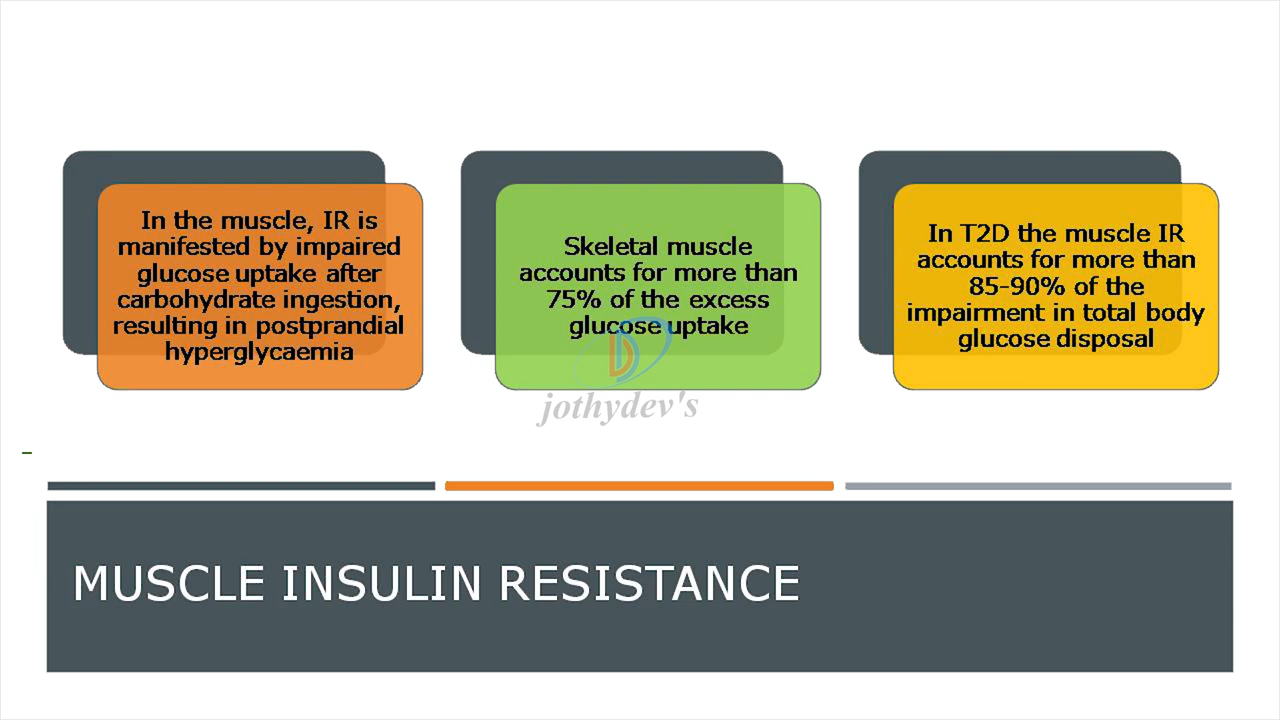 In the muscle, IR is
manifested by impaired
glucose uptake after
carbohydrate ingestion,
resulting in postprandial
hyperglycaemia
Skeletal muscle
accounts for more than
75% of the excess
glucose uptake
In T2D the muscle IR
accounts for more than
85-90% of the
impairment in total body
glucose disposal
jothydev's
MUSCLE INSULIN RESISTANCE